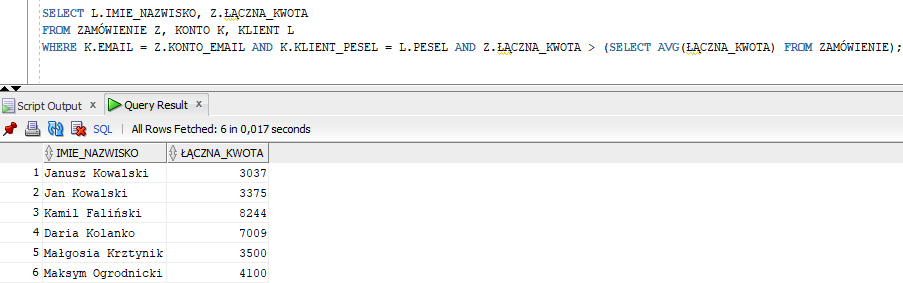 SELECT L.IMIE_NAZWISKO, Z.ŁĄCZNA_KWOTA
FROM ZAMÓWIENIE Z, KONTO K, KLIENT L
WHERE K.EMAIL = Z.KONTO_EMAIL AND K.KLIENT_PESEL = L.PESEL AND Z.ŁĄCZNA_KWOTA > (SELECT AVG(ŁĄCZNA_KWOTA) FROM ZAMÓWIENIE);
Script Output x Query Result x
SQL | All Rows Fetched: 6 in 0,017 seconds
IMIE_NAZWISKO ŁĄCZNA_KWOTA
1 Janusz Kowalski 3037
2 Jan Kowalski 3375
3 Kamil Faliński 8244
4 Daria Kolanko 7009
5 Małgosia Krztynik 3500
6 Maksym Ogrodnicki 4100